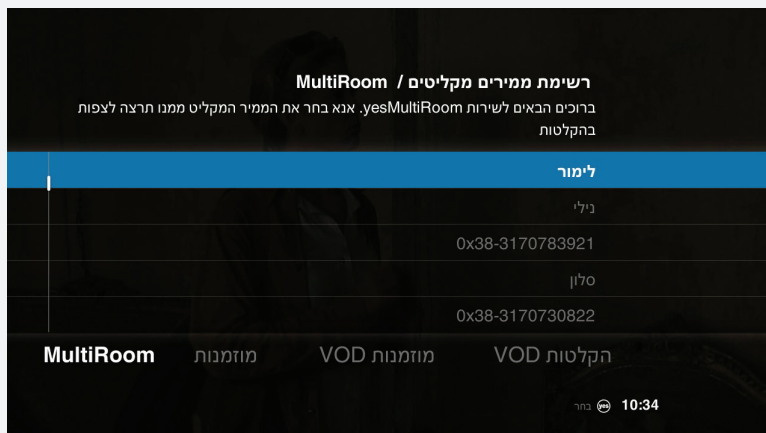 רשימת ממירים מקליטים / MultiRoom
ברוכים הבאים לשירות yesMultiRoom. אנא בחר את הממיר המקליט ממנו תרצה לצפות
בהקלטות
לימור
נילי
0x38-3170783921
סלון
0x38-3170730822
הקלטות VOD מוזמנות VOD מוזמנות MultiRoom
10:34 yes בחר